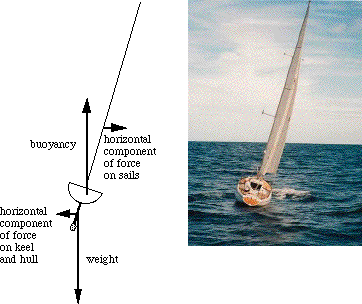 buoyancy
horizontal
component
of force
on sails
horizontal
component
of force
on keel
and hull
weight